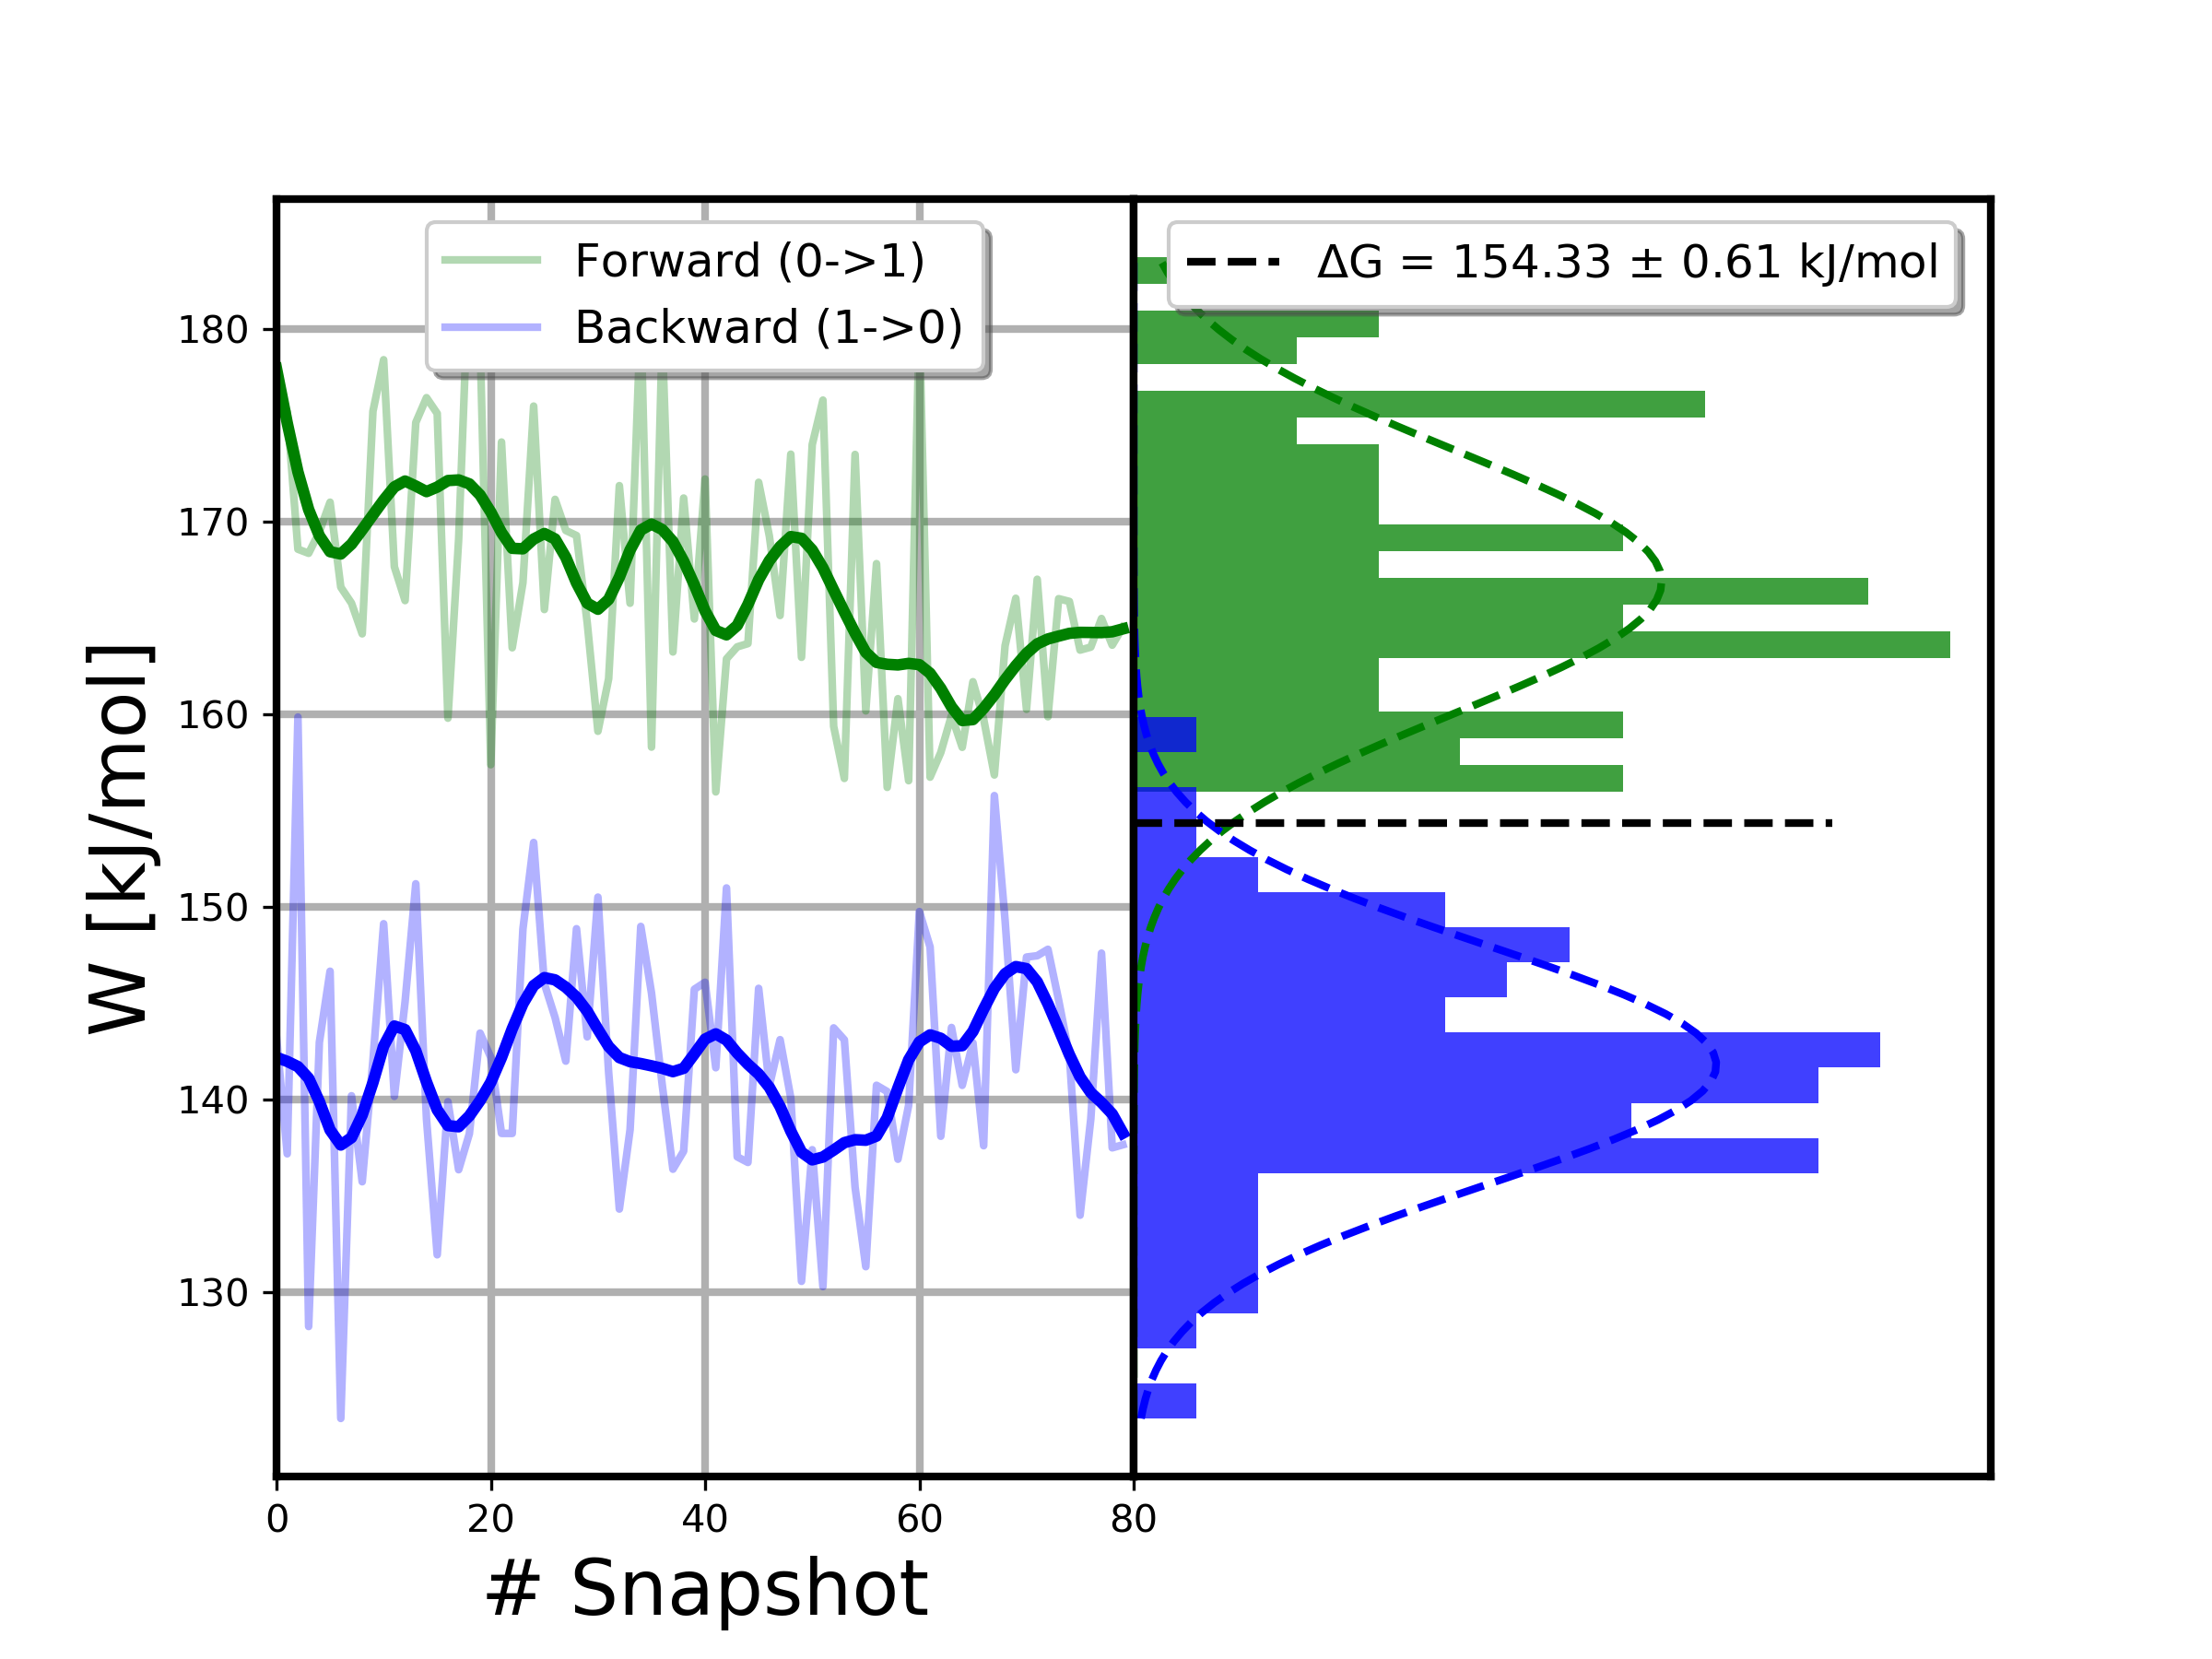 Forward (0->1)
Backward (1->0)
ΔG = 154.33 ± 0.61 kJ/mol
W [kJ/mol]
180
170
160
150
140
130
0
20
40
60
80
# Snapshot